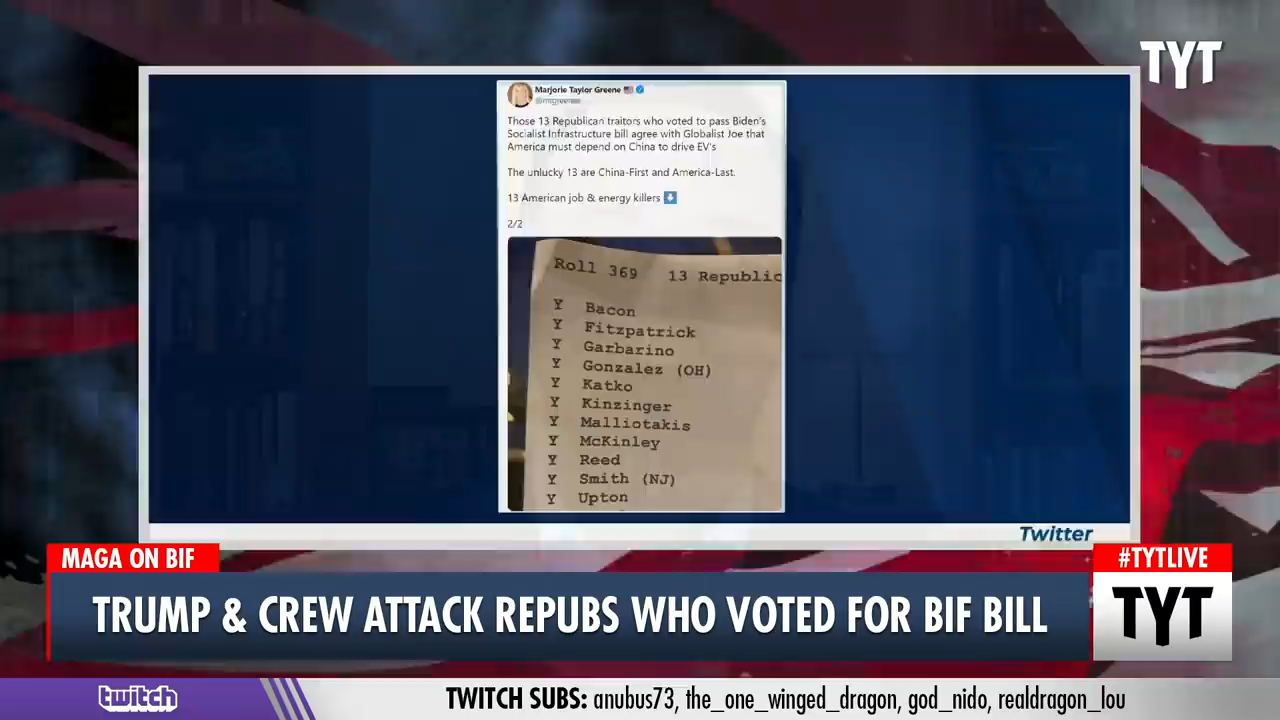 TYT
Marjorie Taylor Greene
Those 13 Republican traitors who voted to pass Biden's
Socialist Infrastructure bill agree with Globalist Joe that
America must depend on China to drive EV's
The unlucky 13 are China-First and America-Last.
13 American job & energy killers
2/2
Roll 369 13 Republic
Y Bacon
Y Fitzpatrick
Y Garbarino
Y Gonzalez (OH)
Y Katko
Y Kinzinger
Y Malliotakis
Y McKinley
Y Reed
Y Smith (NJ)
Y Upton
Twitter
MAGA ON BIF
#TYTLIVE
TRUMP & CREW ATTACK REPUBS WHO VOTED FOR BIF BILL
TYT
twitch
TWITCH SUBS: anubus73, the_one_winged_dragon, god_nido, realdragon_lou